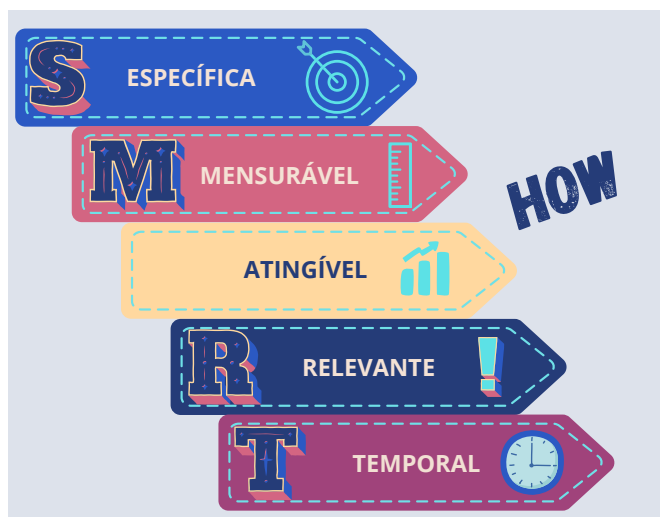 S ESPECÍFICA
M MENSURÁVEL
HOW
ATINGÍVEL
R RELEVANTE
T TEMPORAL